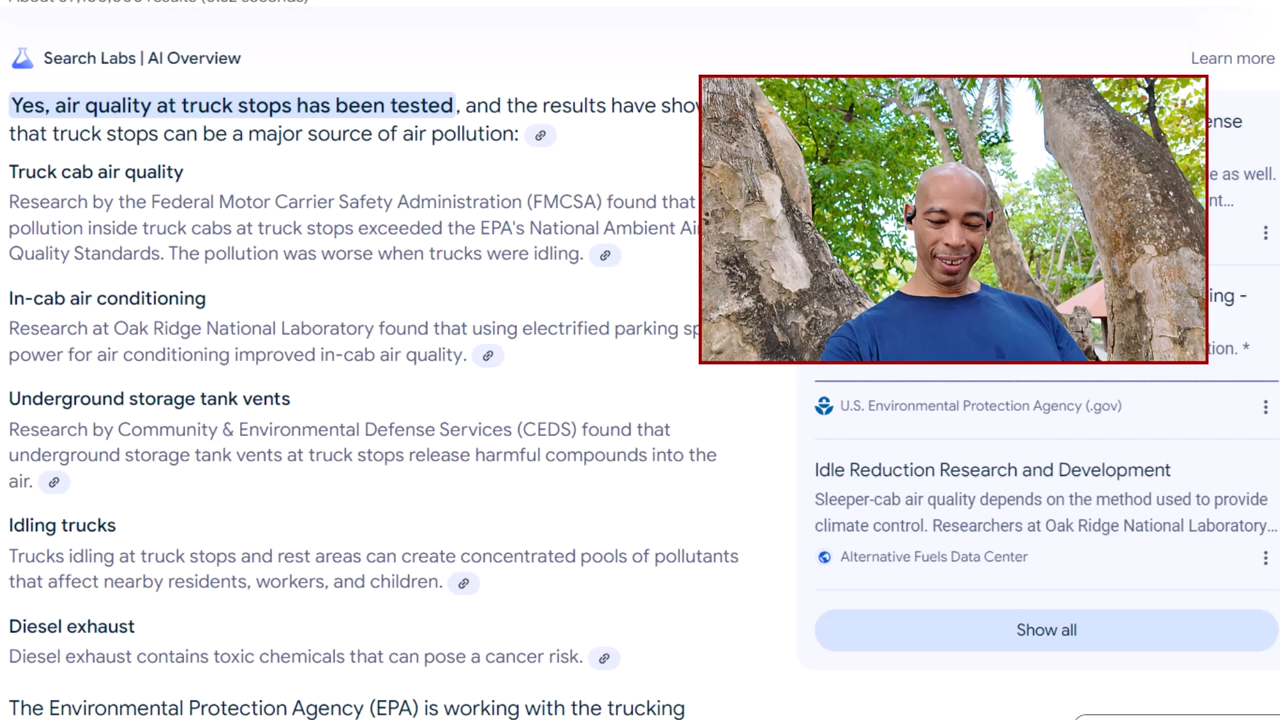 Search Labs | AI Overview
Learn more
Yes, air quality at truck stops has been tested, and the results have
that truck stops can be a major source of air pollution:
Truck cab air quality
Research by the Federal Motor Carrier Safety Administration (FMCSA) found that
pollution inside truck cabs at truck stops exceeded the EPA's National Ambient
Quality Standards. The pollution was worse when trucks were idling.
In-cab air conditioning
Research at Oak Ridge National Laboratory found that using electrified parking
power for air conditioning improved in-cab air quality.
Underground storage tank vents
Research by Community & Environmental Defense Services (CEDS) found that
underground storage tank vents at truck stops release harmful compounds into the
air.
Idling trucks
Trucks idling at truck stops and rest areas can create concentrated pools of pollutants
that affect nearby residents, workers, and children.
Diesel exhaust
Diesel exhaust contains toxic chemicals that can pose a cancer risk.
The Environmental Protection Agency (EPA) is working with the trucking
as well.
U.S. Environmental Protection Agency (.gov)
Idle Reduction Research and Development
Sleeper-cab air quality depends on the method used to provide
climate control. Researchers at Oak Ridge National Laboratory...
Alternative Fuels Data Center
Show all